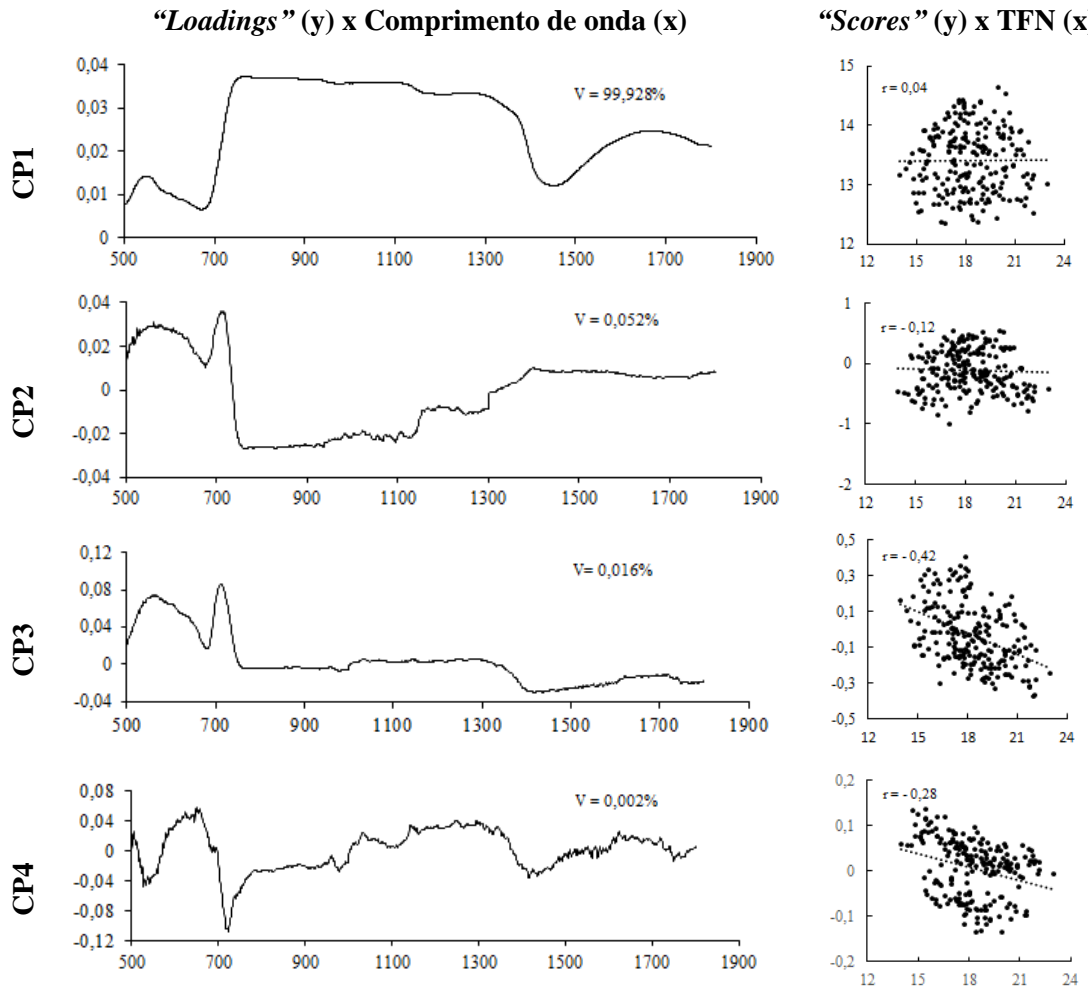 “Loadings” (y) x Comprimento de onda (x)
“Scores” (y) x TFN (x)
CP1
0,04
0,03
0,02
0,01
0
V = 99,928%
500 700 900 1100 1300 1500 1700 1900
15
14
13
12
r = 0,04
12 15 18 21 24
CP2
0,04
0,02
0
-0,02
-0,04
V = 0,052%
500 700 900 1100 1300 1500 1700 1900
1
0
-1
-2
r = - 0,12
12 15 18 21 24
CP3
0,12
0,08
0,04
0
-0,04
V= 0,016%
500 700 900 1100 1300 1500 1700 1900
0,5
0,3
0,1
-0,1
-0,3
-0,5
r = - 0,42
12 15 18 21 24
CP4
0,08
0,04
0
-0,04
-0,08
-0,12
V = 0,002%
500 700 900 1100 1300 1500 1700 1900
0,2
0,1
0
-0,1
-0,2
r = - 0,28
12 15 18 21 24